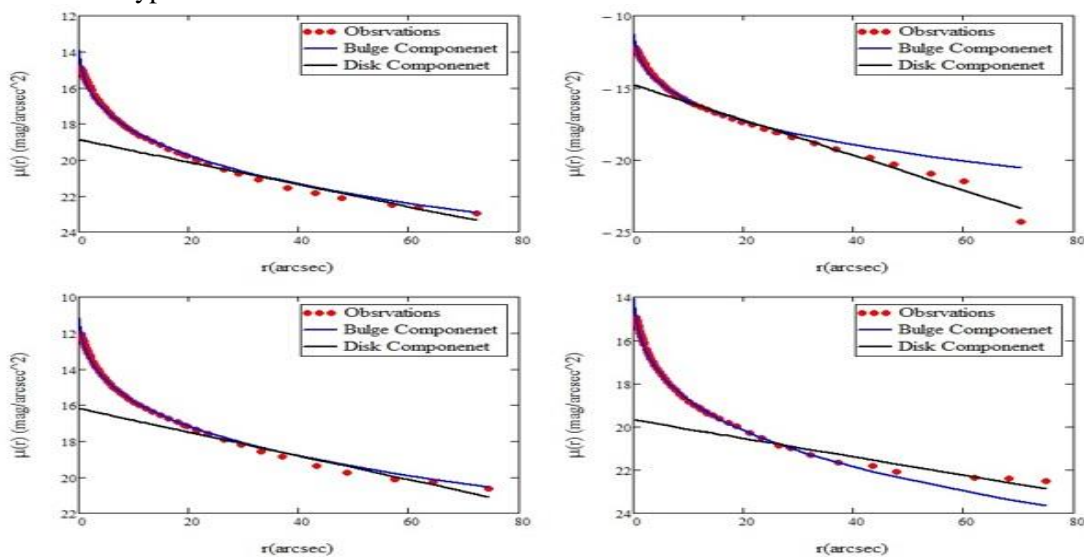 12
14
16
18
20
22
24
0
20
40
60
80
μ(r) (mag/arcsec^2)
r(arcsec)
Obsrvations
Bulge Componenet
Disk Componenet
−10
−15
−20
−25
0
20
40
60
80
μ(r) (mag/arcsec^2)
r(arcsec)
Obsrvations
Bulge Componenet
Disk Componenet
10
12
14
16
18
20
22
0
20
40
60
80
μ(r) (mag/arcsec^2)
r(arcsec)
Obsrvations
Bulge Componenet
Disk Componenet
14
16
18
20
22
24
0
20
40
60
80
μ(r) (mag/arcsec^2)
r(arcsec)
Obsrvations
Bulge Componenet
Disk Componenet